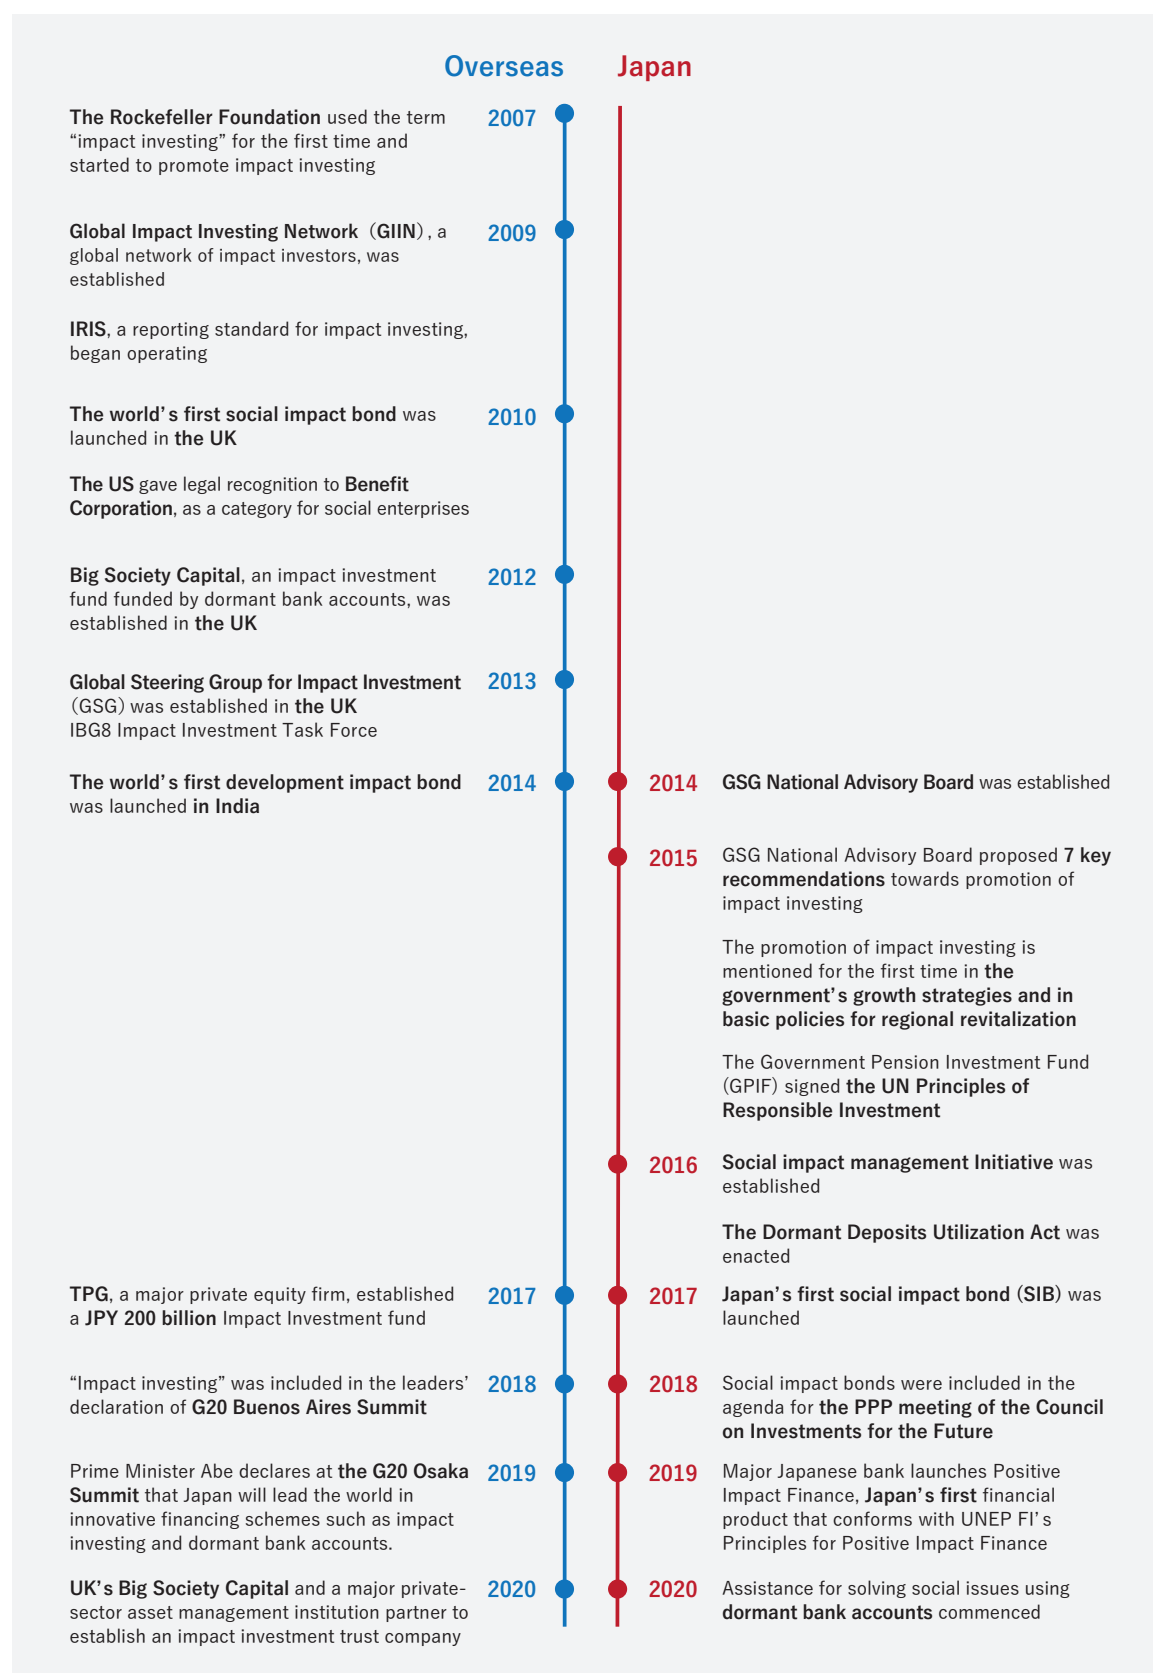 Overseas
Japan
The Rockefeller Foundation used the term
“impact investing” for the first time and
started to promote impact investing
2007
Global Impact Investing Network (GIIN), a
global network of impact investors, was
established
2009
IRIS, a reporting standard for impact investing,
began operating
The world’s first social impact bond was
launched in the UK
2010
The US gave legal recognition to Benefit
Corporation, as a category for social enterprises
Big Society Capital, an impact investment
fund funded by dormant bank accounts, was
established in the UK
2012
Global Steering Group for Impact Investment
(GSG) was established in the UK
IBG8 Impact Investment Task Force
2013
The world’s first development impact bond
was launched in India
2014
2014
GSG National Advisory Board was established
2015
GSG National Advisory Board proposed 7 key
recommendations towards promotion of
impact investing
The promotion of impact investing is
mentioned for the first time in the
government’s growth strategies and in
basic policies for regional revitalization
The Government Pension Investment Fund
(GPIF) signed the UN Principles of
Responsible Investment
2016
Social impact management Initiative was
established
The Dormant Deposits Utilization Act was
enacted
TPG, a major private equity firm, established
a JPY 200 billion Impact Investment fund
2017
2017
Japan’s first social impact bond (SIB) was
launched
“Impact investing” was included in the leaders’
declaration of G20 Buenos Aires Summit
2018
2018
Social impact bonds were included in the
agenda for the PPP meeting of the Council
on Investments for the Future
Prime Minister Abe declares at the G20 Osaka
Summit that Japan will lead the world in
innovative financing schemes such as impact
investing and dormant bank accounts.
2019
2019
Major Japanese bank launches Positive
Impact Finance, Japan’s first financial
product that conforms with UNEP FI’s
Principles for Positive Impact Finance
UK’s Big Society Capital and a major private-
sector asset management institution partner to
establish an impact investment trust company
2020
2020
Assistance for solving social issues using
dormant bank accounts commenced